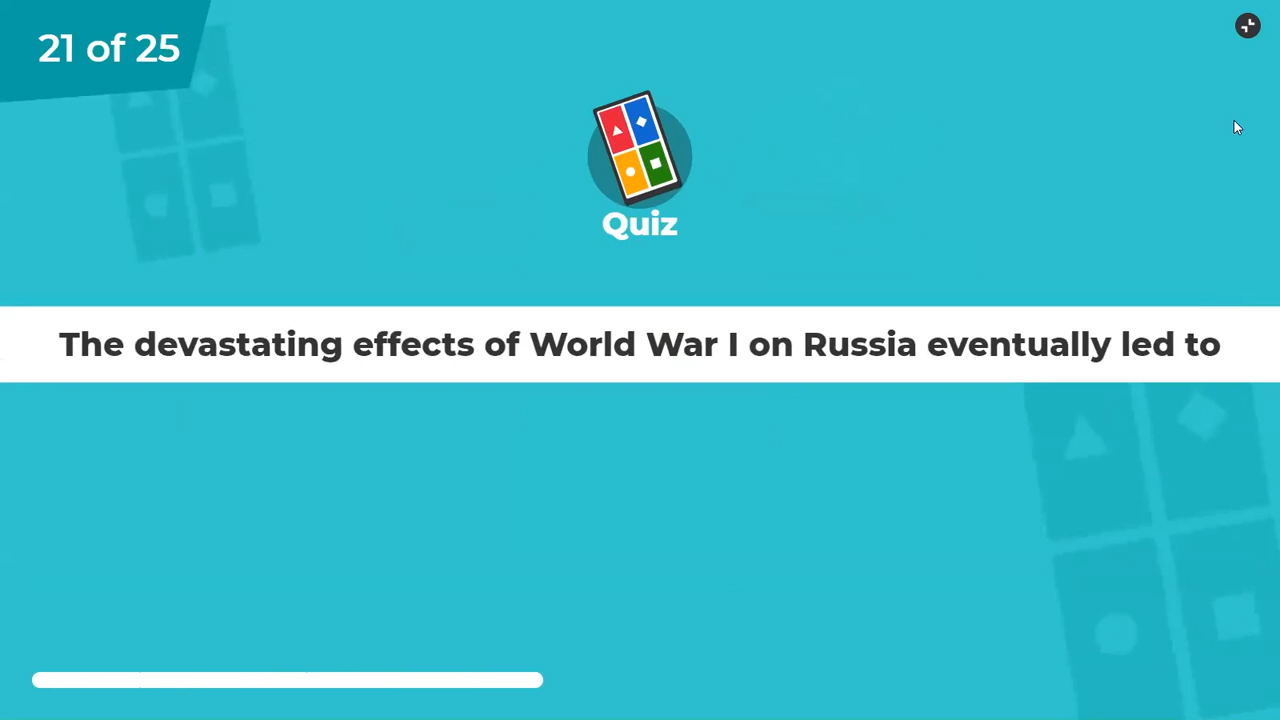 21 of 25
Quiz
The devastating effects of World War I on Russia eventually led to